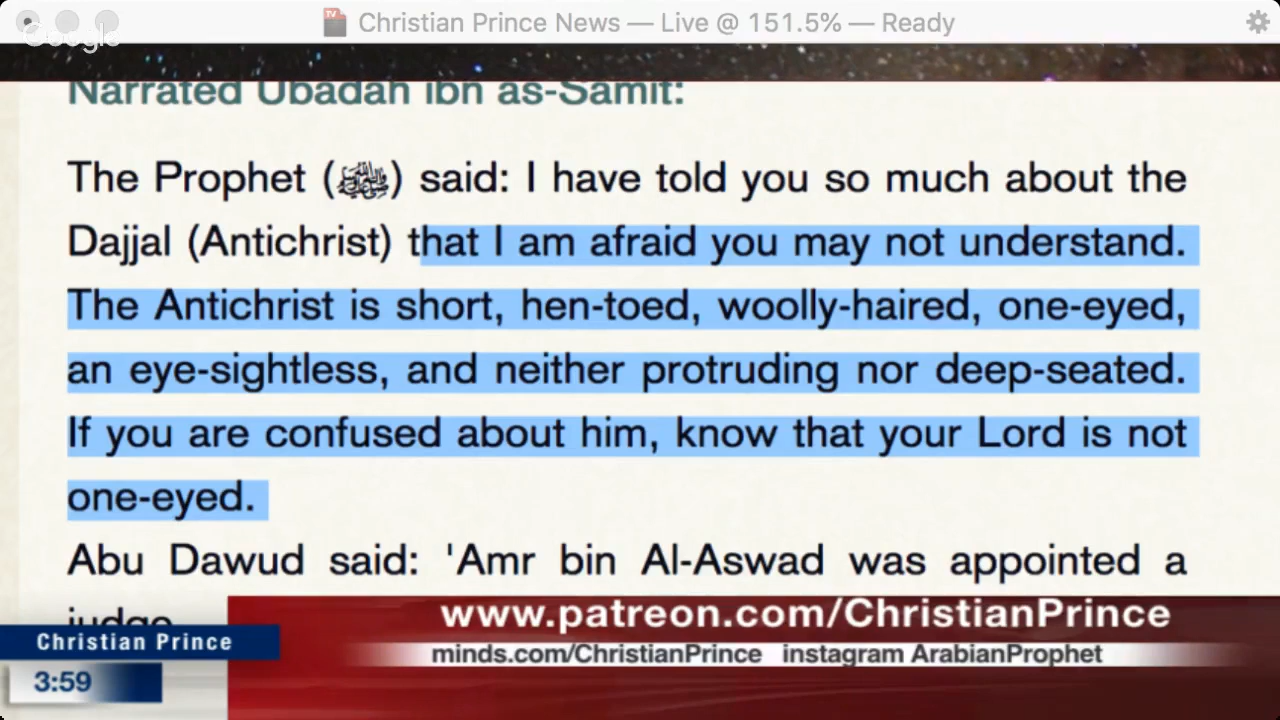 Christian Prince News — Live @ 151.5% — Ready
Google
Narrated Ubadah ibn as-Samit:
The Prophet (ﷺ) said: I have told you so much about the
Dajjal (Antichrist) that I am afraid you may not understand.
The Antichrist is short, hen-toed, woolly-haired, one-eyed,
an eye-sightless, and neither protruding nor deep-seated.
If you are confused about him, know that your Lord is not
one-eyed.
Abu Dawud said: 'Amr bin Al-Aswad was appointed a
judge.
www.patreon.com/ChristianPrince
Christian Prince
minds.com/ChristianPrince instagram ArabianProphet
3:59